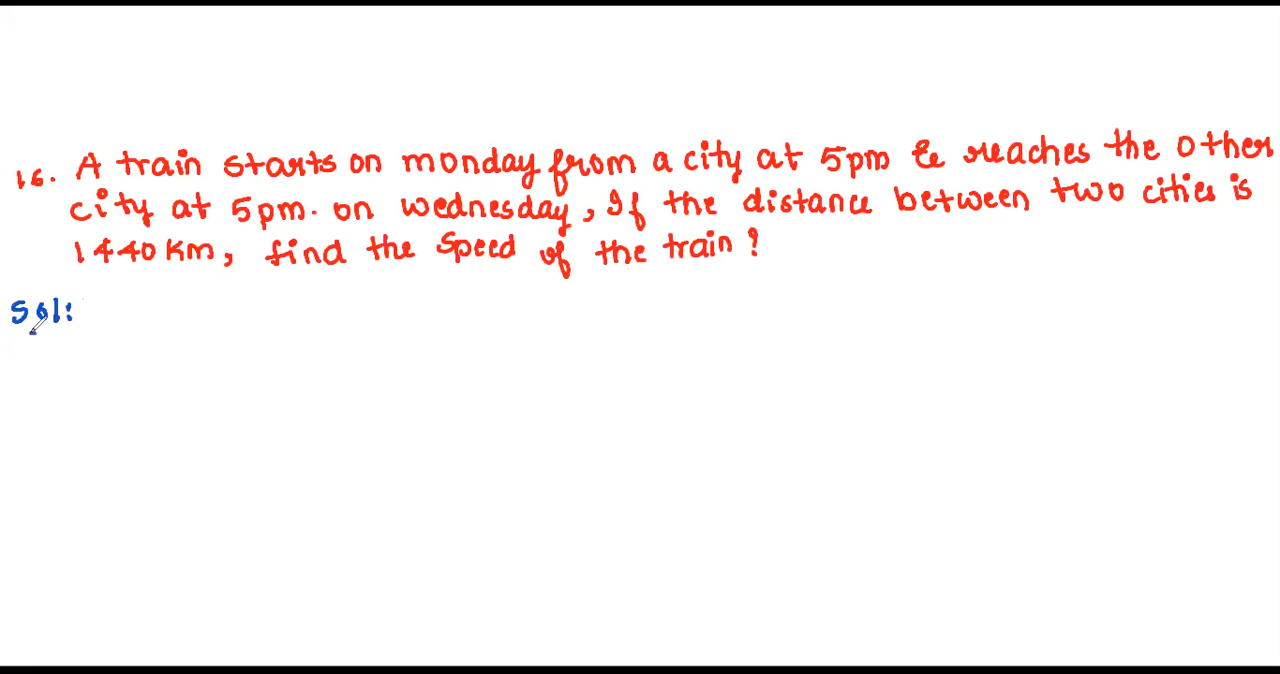 16. A train starts on monday from a city at 5pm & reaches the other
city at 5pm. on wednesday, If the distance between two cities is
1440 Km, find the speed of the train?
Sol: